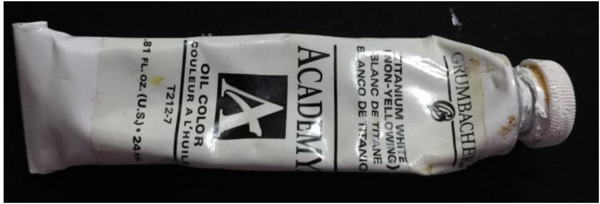 GRUMBACHER
TITANIUM WHITE
(NON-YELLOWING)
BLANC DE TITANE
BLANCO DE TITANIO
ACADEMY
A
OIL COLOR
COULEUR A L'HUILE
T212-7
.81 FL.OZ.(U.S.) • 24